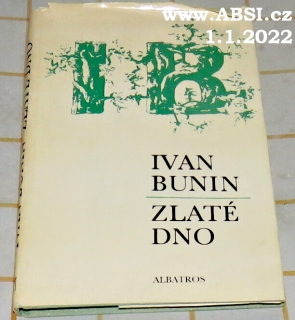 www.ABSI.cz
1.1.2022
IB
IVAN
BUNIN
ZLATÉ
DNO
ALBATROS